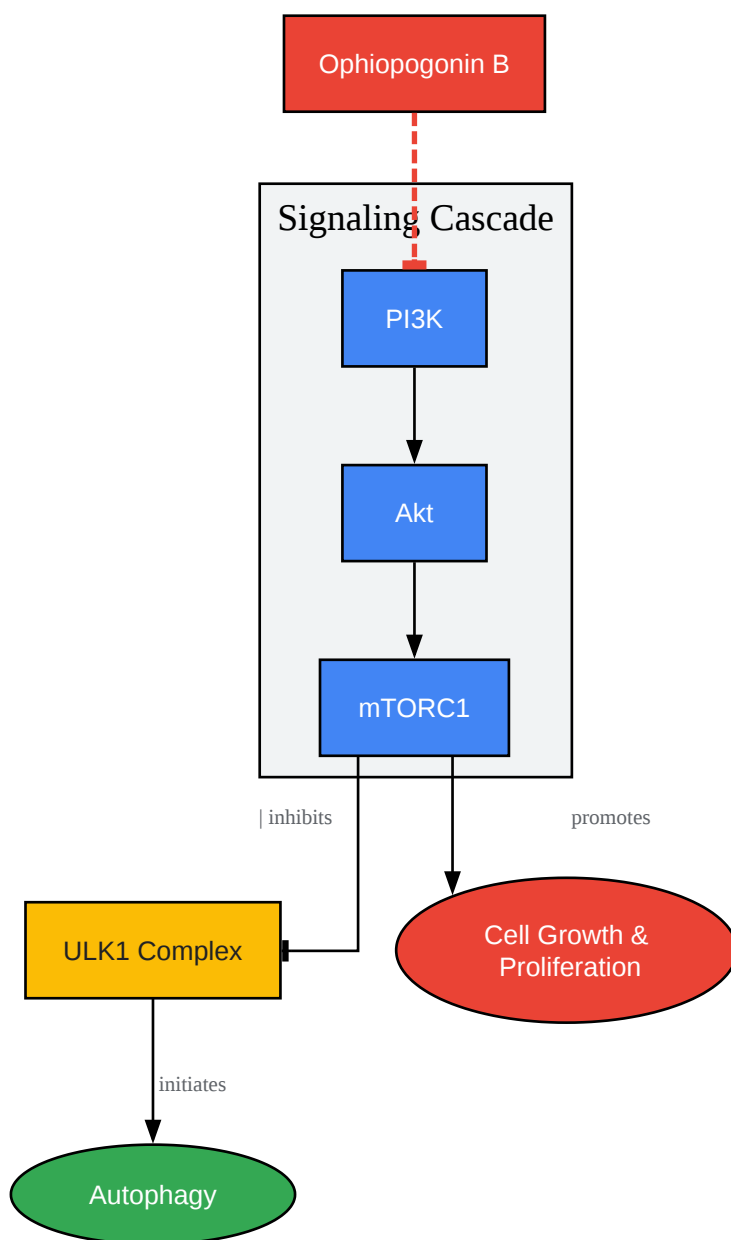 Ophiopogonin B
Signaling Cascade
PI3K
Akt
mTORC1
| inhibits
promotes
ULK1 Complex
Cell Growth &
Proliferation
initiates
Autophagy